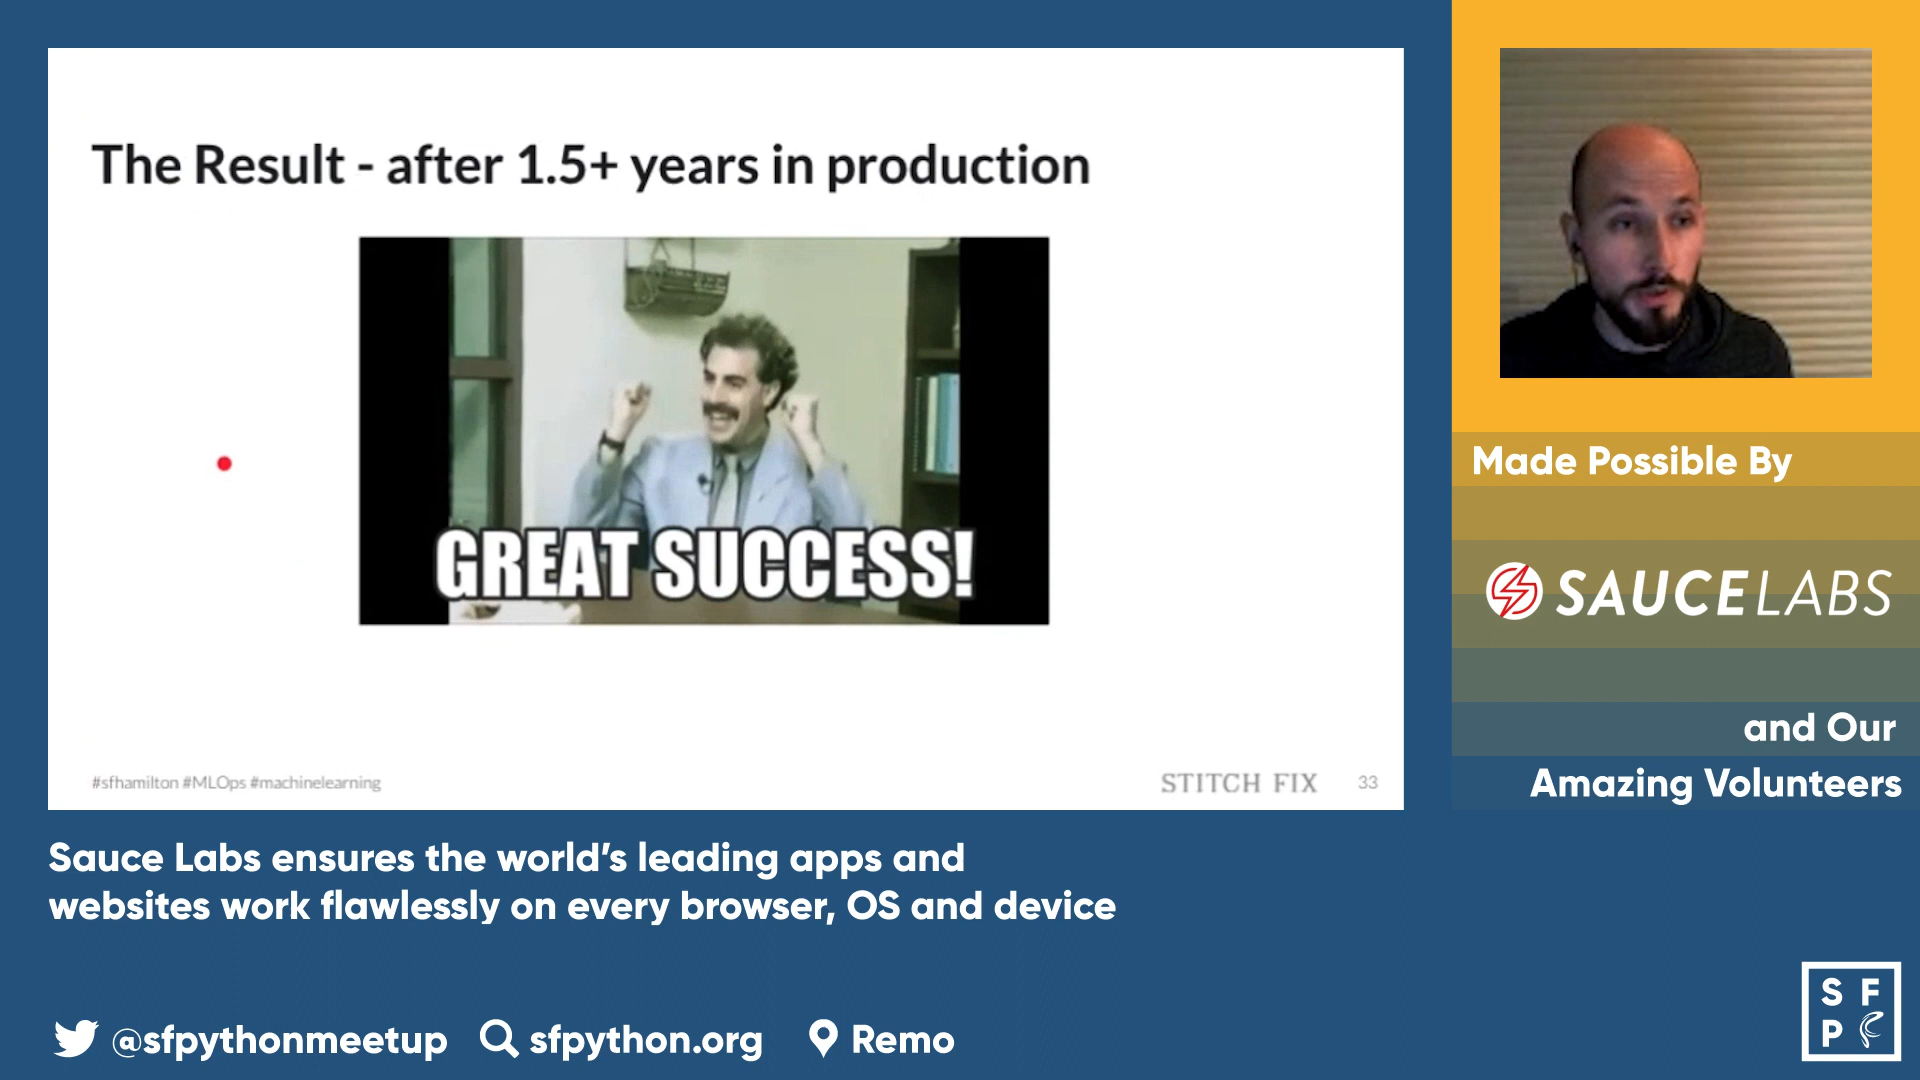 The Result - after 1.5+ years in production
GREAT SUCCESS!
#sfhamilton #MLOps #machinelearning
STITCH FIX
33
Made Possible By
SAUCELABS
and Our
Amazing Volunteers
Sauce Labs ensures the world's leading apps and
websites work flawlessly on every browser, OS and device
@sfpythonmeetup
sfpython.org
Remo
S F
P